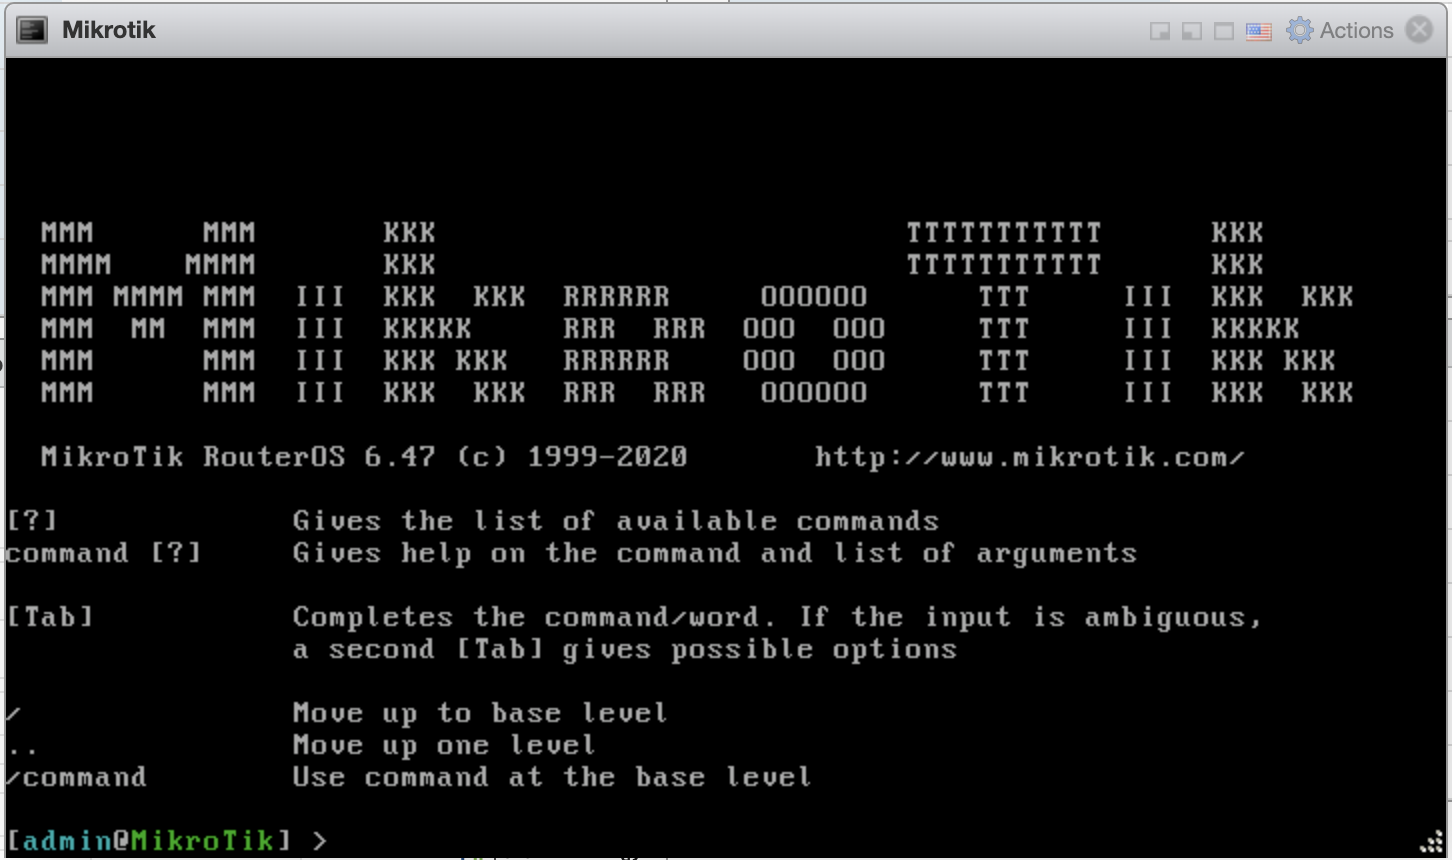 Mikrotik
Actions
MMM      MMM       KKK                          TTTTTTTTTTT      KKK
MMMM    MMMM       KKK                          TTTTTTTTTTT      KKK
MMM MMMM MMM  III  KKK  KKK  RRRRRR     OOOOOO      TTT     III  KKK  KKK
MMM  MM  MMM  III  KKKKK     RRR  RRR  OOO  OOO     TTT     III  KKKKK
MMM      MMM  III  KKK KKK   RRRRRR    OOO  OOO     TTT     III  KKK KKK
MMM      MMM  III  KKK  KKK  RRR  RRR   OOOOOO      TTT     III  KKK  KKK
MikroTik RouterOS 6.47 (c) 1999-2020       http://www.mikrotik.com/
[?]             Gives the list of available commands
command [?]     Gives help on the command and list of arguments
[Tab]           Completes the command/word. If the input is ambiguous,
a second [Tab] gives possible options
/               Move up to base level
..              Move up one level
/command        Use command at the base level
[admin@MikroTik] >